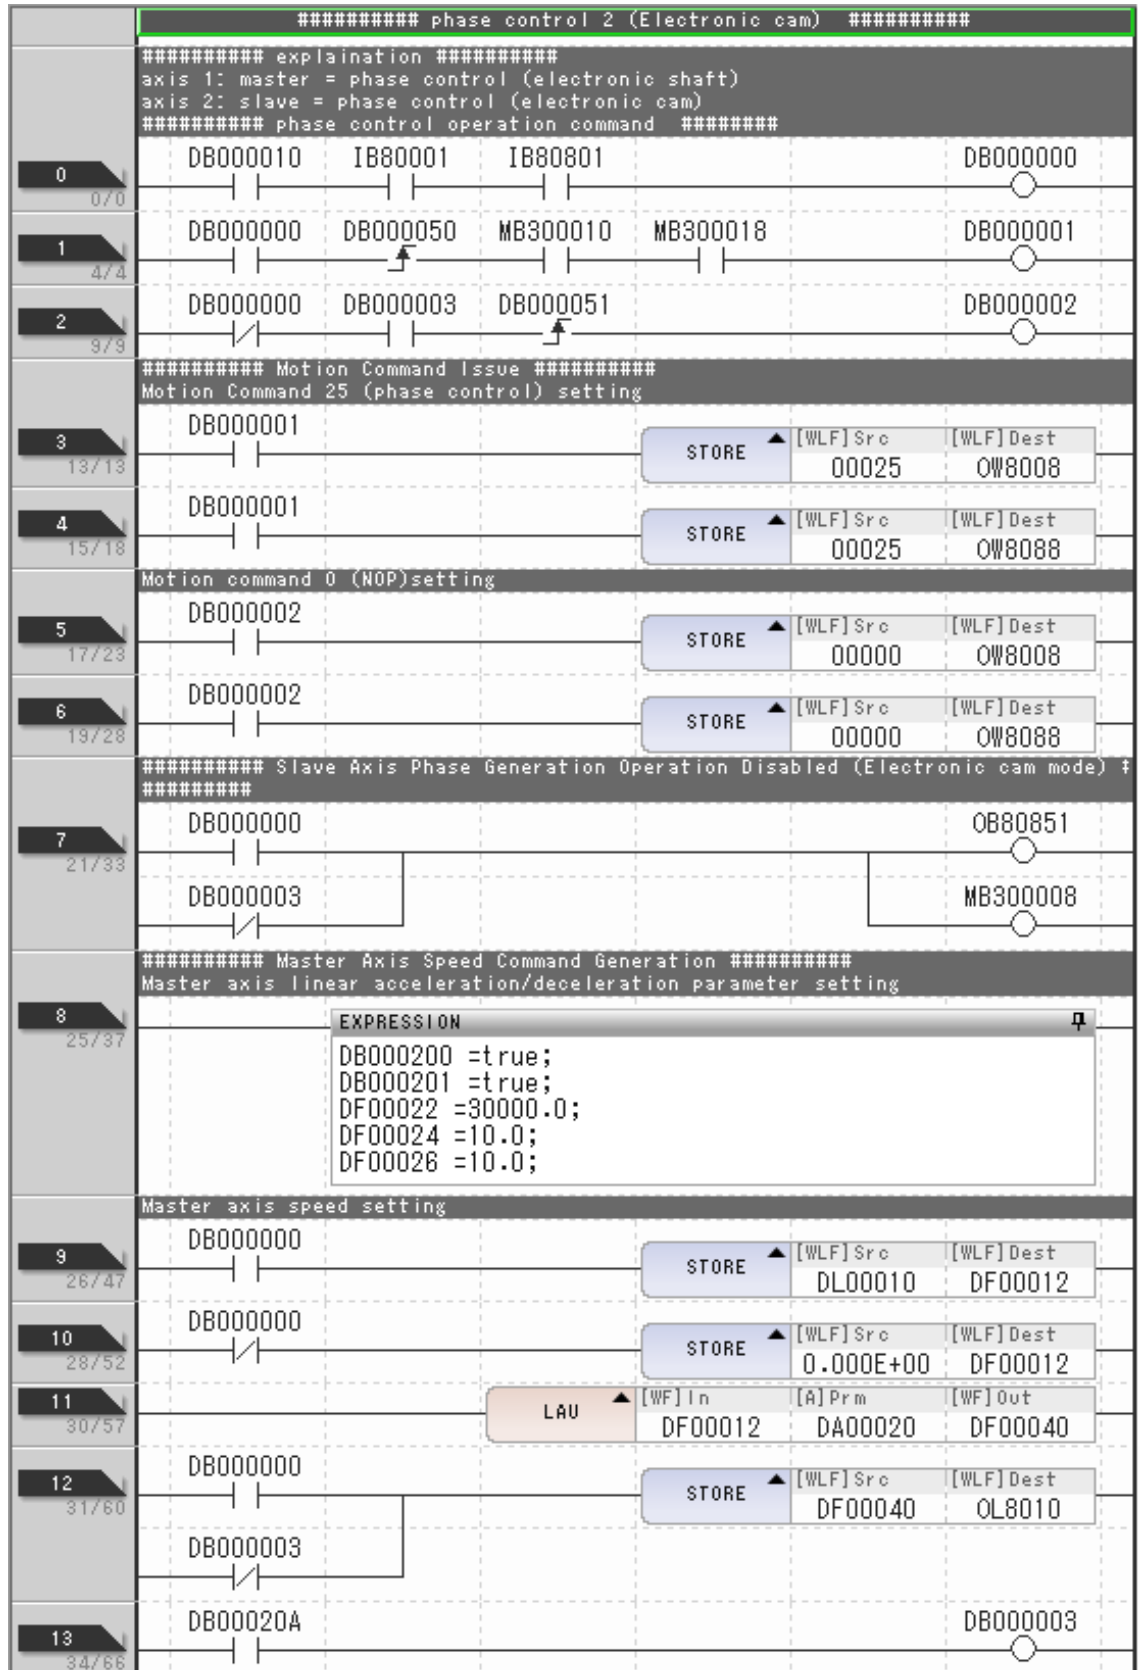 ########## phase control 2 (Electronic cam) ##########
########## explaination ##########
axis 1: master = phase control (electronic shaft)
axis 2: slave = phase control (electronic cam)
########## phase control operation command ########
0
0/0
DB000010 IB80001 IB80801 DB000000
1
4/4
DB000000 DB000050 MB300010 MB300018 DB000001
2
9/9
DB000000 DB000003 DB000051 DB000002
########## Motion Command Issue ##########
Motion Command 25 (phase control) setting
3
13/13
DB000001
STORE [WLF]Src [WLF]Dest
00025 OW8008
4
15/18
DB000001
STORE [WLF]Src [WLF]Dest
00025 OW8088
Motion command 0 (NOP)setting
5
17/23
DB000002
STORE [WLF]Src [WLF]Dest
00000 OW8008
6
19/28
DB000002
STORE [WLF]Src [WLF]Dest
00000 OW8088
########## Slave Axis Phase Generation Operation Disabled (Electronic cam mode) #
#########
7
21/33
DB000000 OB80851
DB000003 MB300008
########## Master Axis Speed Command Generation ##########
Master axis linear acceleration/deceleration parameter setting
8
25/37
EXPRESSION
DB000200 =true;
DB000201 =true;
DF00022 =30000.0;
DF00024 =10.0;
DF00026 =10.0;
Master axis speed setting
9
26/47
DB000000
STORE [WLF]Src [WLF]Dest
DL00010 DF00012
10
28/52
DB000000
STORE [WLF]Src [WLF]Dest
0.000E+00 DF00012
11
30/57
LAU [WF]In [A]Prm [WF]Out
DF00012 DA00020 DF00040
12
31/60
DB000000
STORE [WLF]Src [WLF]Dest
DF00040 OL8010
DB000003
13
34/66
DB00020A DB000003